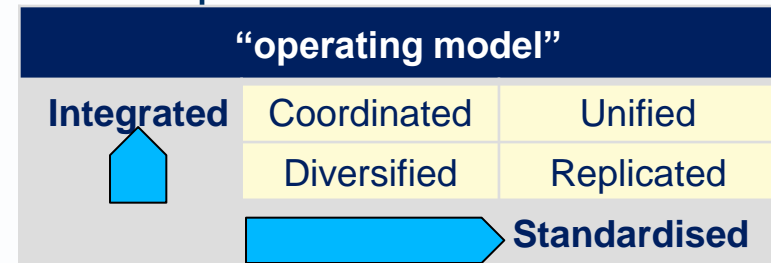 “operating model”
Integrated Coordinated Unified
Diversified Replicated
Standardised